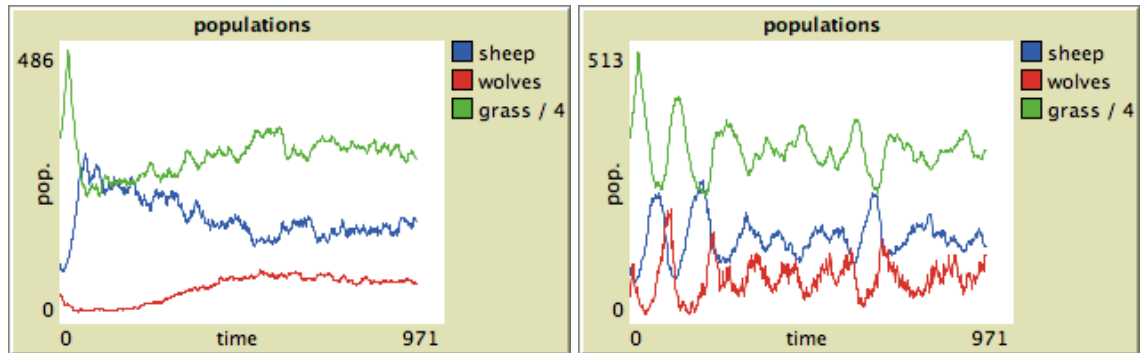 populations
486
pop.
0
0 time 971
sheep
wolves
grass / 4
populations
513
pop.
0
0 time 971
sheep
wolves
grass / 4